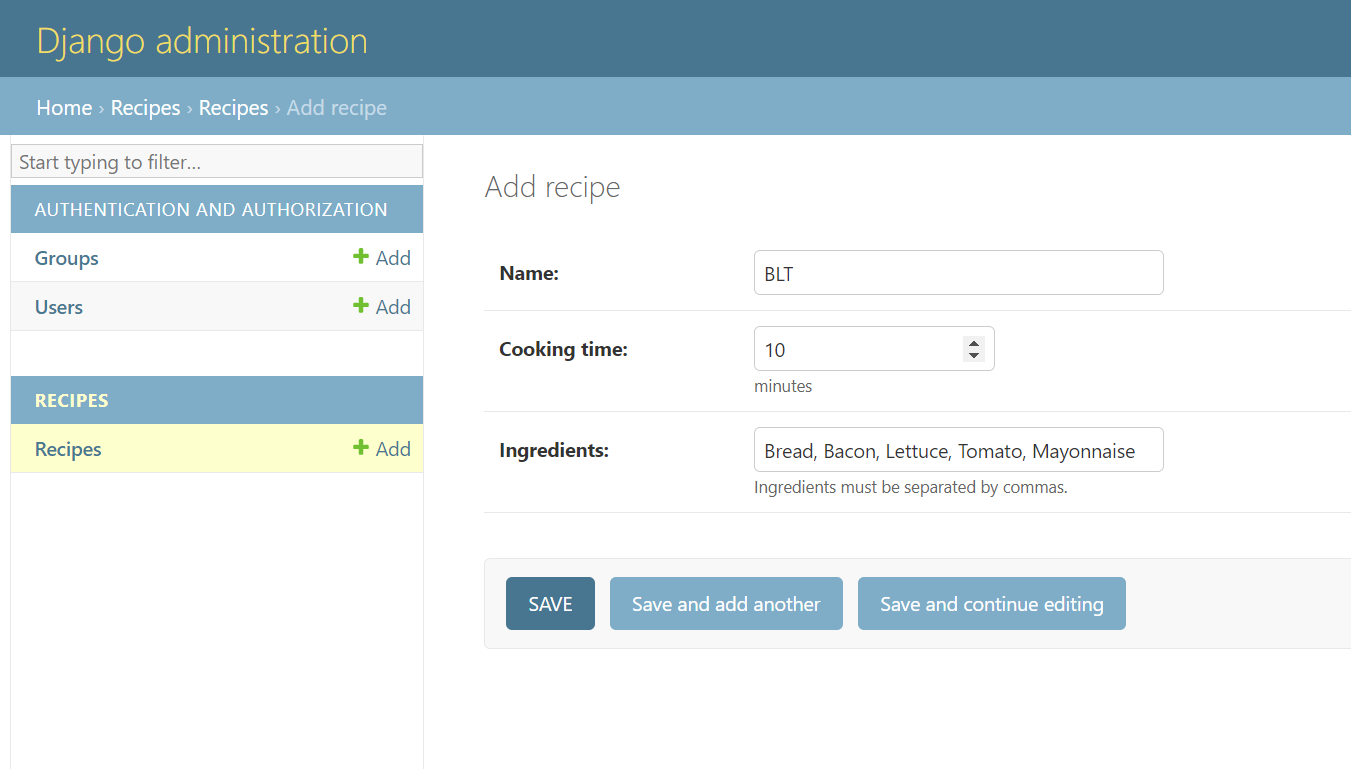 Django administration
Home › Recipes › Recipes › Add recipe
Start typing to filter...
AUTHENTICATION AND AUTHORIZATION
Groups Add
Users Add
RECIPES
Recipes Add
Add recipe
Name: BLT
Cooking time: 10
minutes
Ingredients: Bread, Bacon, Lettuce, Tomato, Mayonnaise
Ingredients must be separated by commas.
SAVE Save and add another Save and continue editing